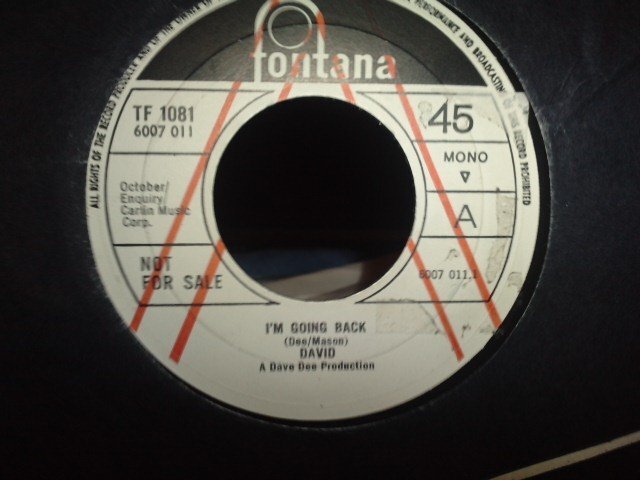 ALL RIGHTS OF THE RECORD PRODUCER AND OF THE OWNER
PERFORMANCE AND BROADCASTING OF THIS RECORD PROHIBITED
fontana
TF 1081
6007 011
October/
Enquiry/
Carlin Music
Corp.
NOT
FOR SALE
45
MONO
A
6007 011.1
I'M GOING BACK
(Dee/Mason)
DAVID
A Dave Dee Production